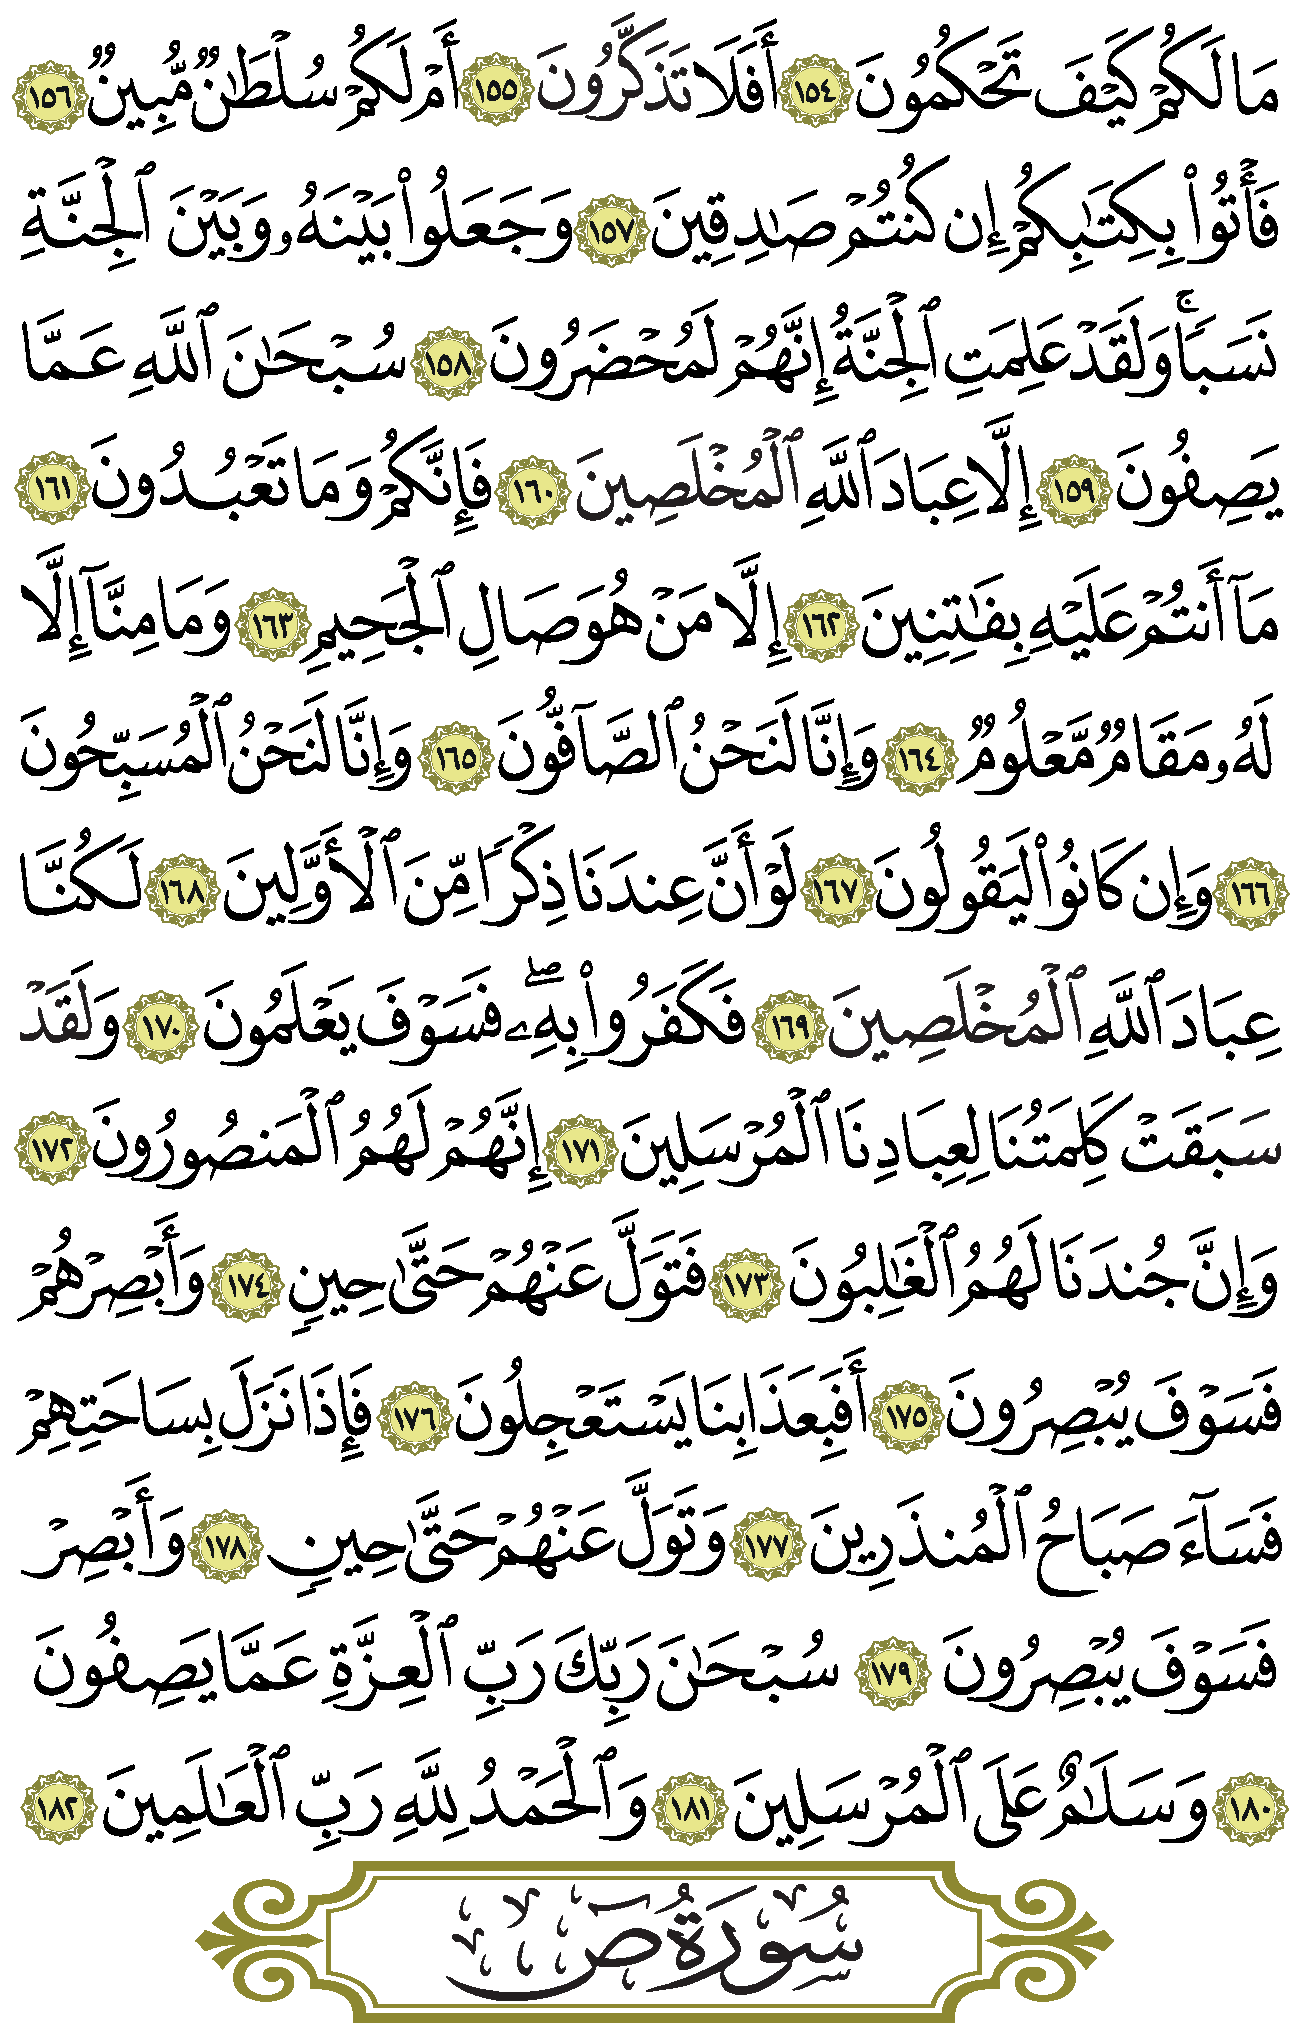 مَا لَكُمۡ كَيۡفَ تَحۡكُمُونَ ١٥٤ أَفَلَا تَذَكَّرُونَ ١٥٥ أَمۡ لَكُمۡ سُلۡطَٰنٞ مُّبِينٞ ١٥٦
فَأۡتُواْ بِكِتَٰبِكُمۡ إِن كُنتُمۡ صَٰدِقِينَ ١٥٧ وَجَعَلُواْ بَيۡنَهُۥ وَبَيۡنَ ٱلۡجِنَّةِ
نَسَبٗاۚ وَلَقَدۡ عَلِمَتِ ٱلۡجِنَّةُ إِنَّهُمۡ لَمُحۡضَرُونَ ١٥٨ سُبۡحَٰنَ ٱللَّهِ عَمَّا
يَصِفُونَ ١٥٩ إِلَّا عِبَادَ ٱللَّهِ ٱلۡمُخۡلَصِينَ ١٦٠ فَإِنَّكُمۡ وَمَا تَعۡبُدُونَ ١٦١
مَآ أَنتُمۡ عَلَيۡهِ بِفَٰتِنِينَ ١٦٢ إِلَّا مَنۡ هُوَ صَالِ ٱلۡجَحِيمِ ١٦٣ وَمَا مِنَّآ إِلَّا
لَهُۥ مَقَامٞ مَّعۡلُومٞ ١٦٤ وَإِنَّا لَنَحۡنُ ٱلصَّآفُّونَ ١٦٥ وَإِنَّا لَنَحۡنُ ٱلۡمُسَبِّحُونَ
١٦٦ وَإِن كَانُواْ لَيَقُولُونَ ١٦٧ لَوۡ أَنَّ عِندَنَا ذِكۡرٗا مِّنَ ٱلۡأَوَّلِينَ ١٦٨ لَكُنَّا
عِبَادَ ٱللَّهِ ٱلۡمُخۡلَصِينَ ١٦٩ فَكَفَرُواْ بِهِۦۖ فَسَوۡفَ يَعۡلَمُونَ ١٧٠ وَلَقَدۡ
سَبَقَتۡ كَلِمَتُنَا لِعِبَادِنَا ٱلۡمُرۡسَلِينَ ١٧١ إِنَّهُمۡ لَهُمُ ٱلۡمَنصُورُونَ ١٧٢
وَإِنَّ جُندَنَا لَهُمُ ٱلۡغَٰلِبُونَ ١٧٣ فَتَوَلَّ عَنۡهُمۡ حَتَّىٰ حِينٖ ١٧٤ وَأَبۡصِرۡهُمۡ
فَسَوۡفَ يُبۡصِرُونَ ١٧٥ أَفَبِعَذَابِنَا يَسۡتَعۡجِلُونَ ١٧٦ فَإِذَا نَزَلَ بِسَاحَتِهِمۡ
فَسَآءَ صَبَاحُ ٱلۡمُنذَرِينَ ١٧٧ وَتَوَلَّ عَنۡهُمۡ حَتَّىٰ حِينٖ ١٧٨ وَأَبۡصِرۡ
فَسَوۡفَ يُبۡصِرُونَ ١٧٩ سُبۡحَٰنَ رَبِّكَ رَبِّ ٱلۡعِزَّةِ عَمَّا يَصِفُونَ
١٨٠ وَسَلَٰمٌ عَلَى ٱلۡمُرۡسَلِينَ ١٨١ وَٱلۡحَمۡدُ لِلَّهِ رَبِّ ٱلۡعَٰلَمِينَ ١٨٢
سُورَةُ صٓ